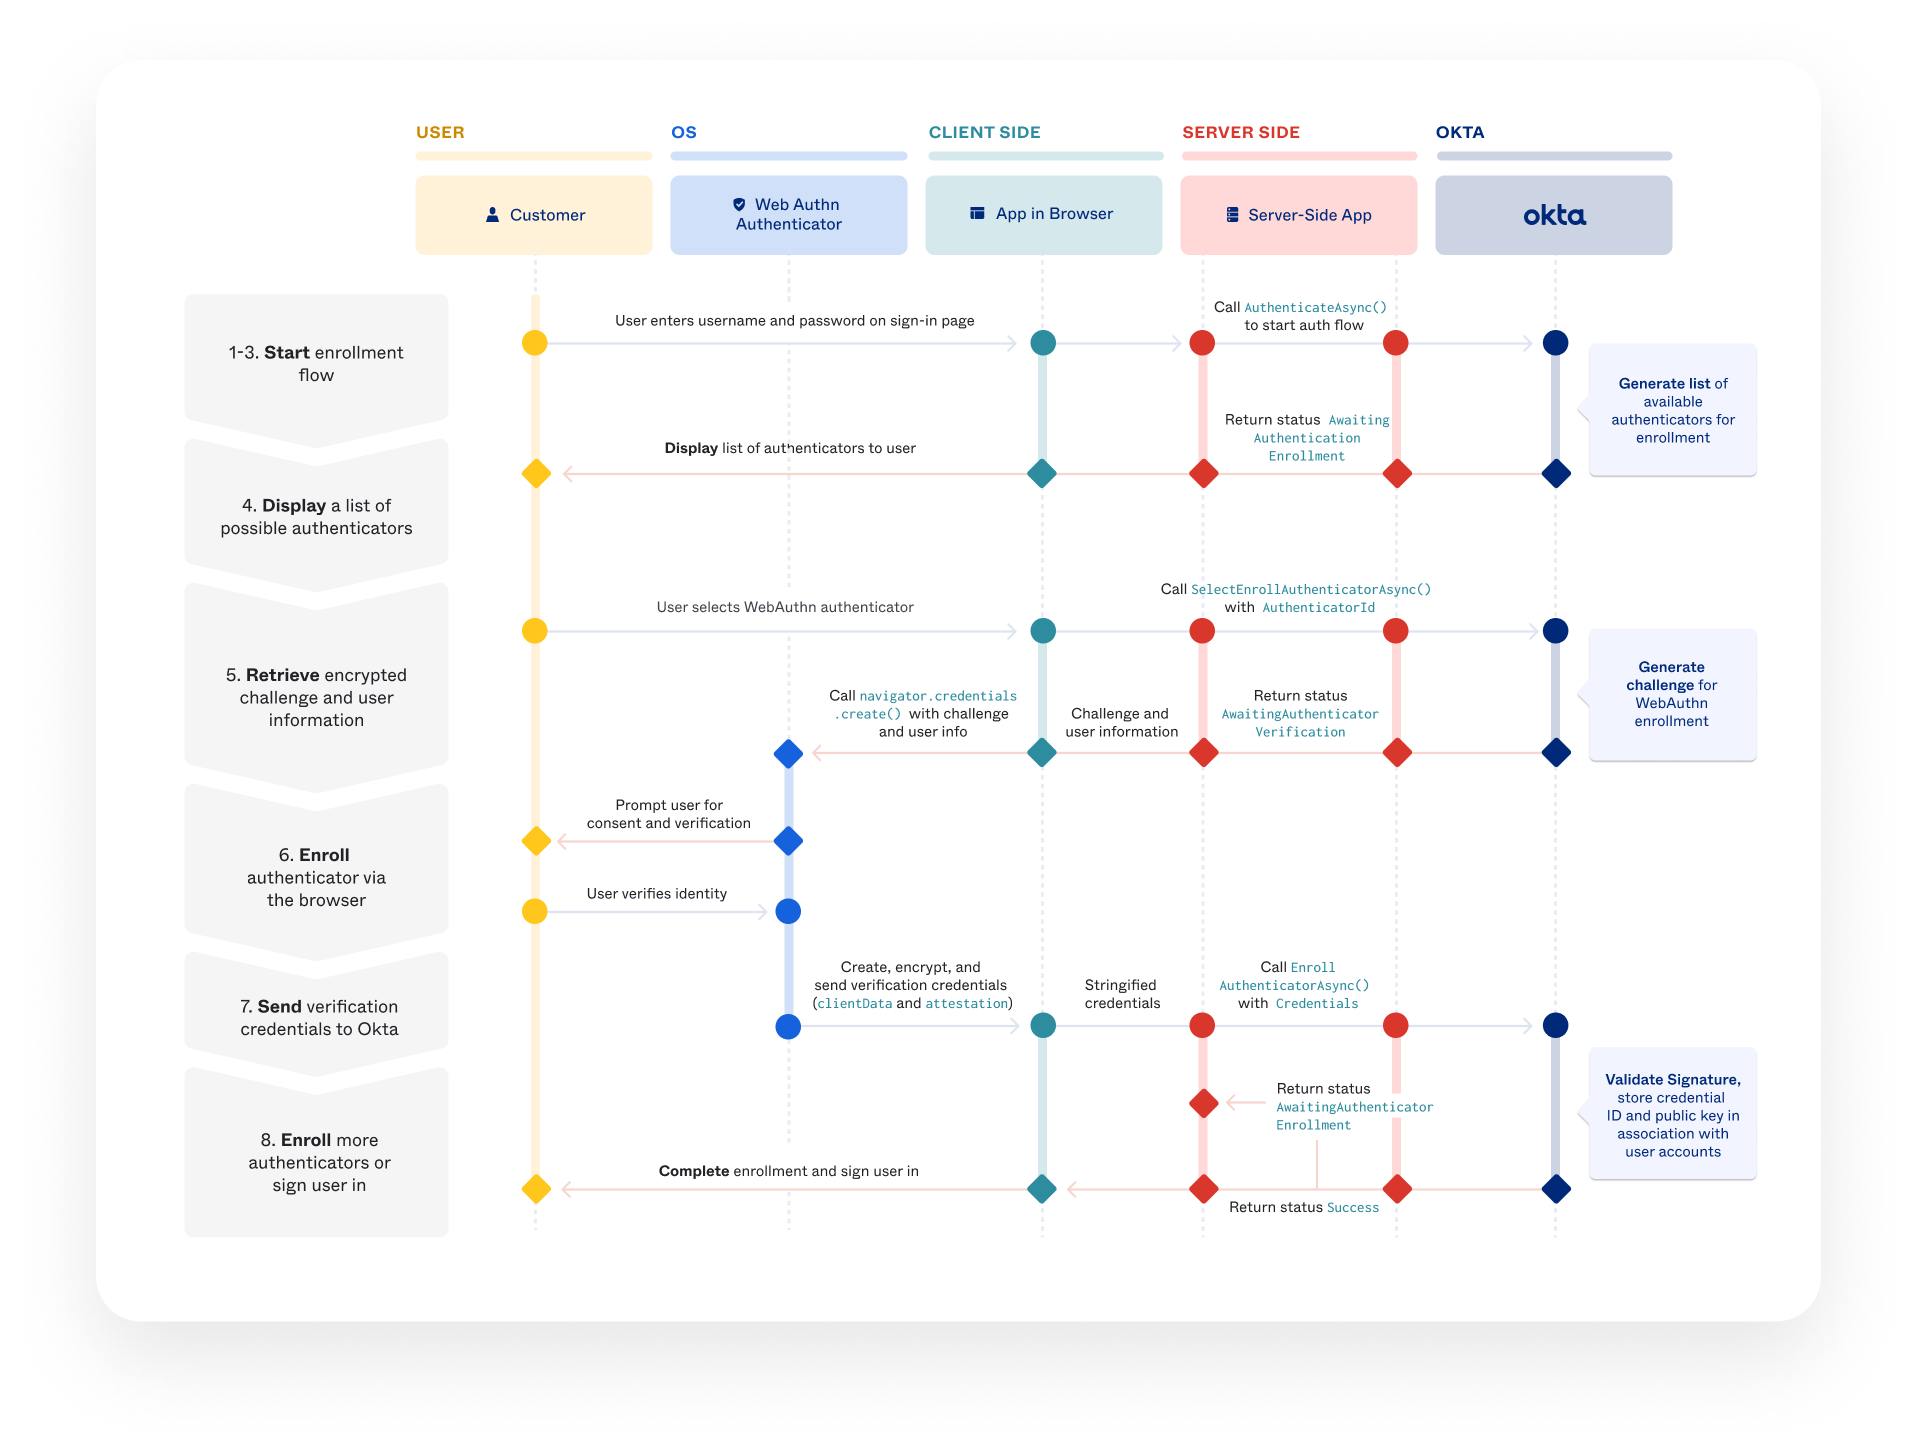 USER
OS
CLIENT SIDE
SERVER SIDE
OKTA
Customer
Web Authn
Authenticator
App in Browser
Server-Side App
okta
1-3. Start enrollment
flow
User enters username and password on sign-in page
Call AuthenticateAsync()
to start auth flow
Generate list of
available
authenticators for
enrollment
Display list of authenticators to user
Return status Awaiting
Authentication
Enrollment
4. Display a list of
possible authenticators
5. Retrieve encrypted
challenge and user
information
User selects WebAuthn authenticator
Call SelectEnrollAuthenticatorAsync()
with AuthenticatorId
Generate
challenge for
WebAuthn
enrollment
Call navigator.credentials
.create() with challenge
and user info
Challenge and
user information
Return status
AwaitingAuthenticator
Verification
6. Enroll
authenticator via
the browser
Prompt user for
consent and verification
User verifies identity
7. Send verification
credentials to Okta
Create, encrypt, and
send verification credentials
(clientData and attestation)
Stringified
credentials
Call Enroll
AuthenticatorAsync()
with Credentials
Validate Signature,
store credential
ID and public key in
association with
user accounts
8. Enroll more
authenticators or
sign user in
Return status
AwaitingAuthenticator
Enrollment
Complete enrollment and sign user in
Return status Success